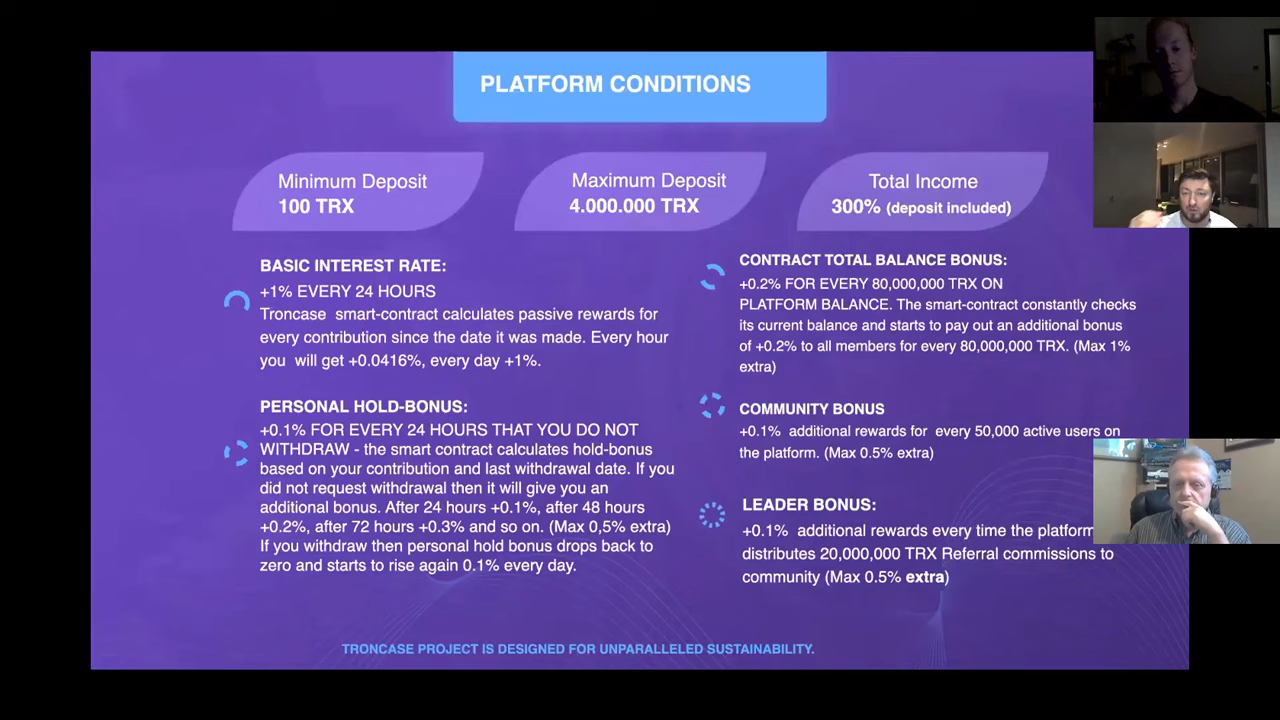 PLATFORM CONDITIONS
Minimum Deposit
100 TRX
Maximum Deposit
4.000.000 TRX
Total Income
300% (deposit included)
BASIC INTEREST RATE:
+1% EVERY 24 HOURS
Troncase smart-contract calculates passive rewards for
every contribution since the date it was made. Every hour
you will get +0.0416%, every day +1%.
PERSONAL HOLD-BONUS:
+0.1% FOR EVERY 24 HOURS THAT YOU DO NOT
WITHDRAW - the smart contract calculates hold-bonus
based on your contribution and last withdrawal date. If you
did not request withdrawal then it will give you an
additional bonus. After 24 hours +0.1%, after 48 hours
+0.2%, after 72 hours +0.3% and so on. (Max 0,5% extra)
If you withdraw then personal hold bonus drops back to
zero and starts to rise again 0.1% every day.
CONTRACT TOTAL BALANCE BONUS:
+0.2% FOR EVERY 80,000,000 TRX ON
PLATFORM BALANCE. The smart-contract constantly checks
its current balance and starts to pay out an additional bonus
of +0.2% to all members for every 80,000,000 TRX. (Max 1%
extra)
COMMUNITY BONUS
+0.1% additional rewards for every 50,000 active users on
the platform. (Max 0.5% extra)
LEADER BONUS:
+0.1% additional rewards every time the platform
distributes 20,000,000 TRX Referral commissions to
community (Max 0.5% extra)
TRONCASE PROJECT IS DESIGNED FOR UNPARALLELED SUSTAINABILITY.